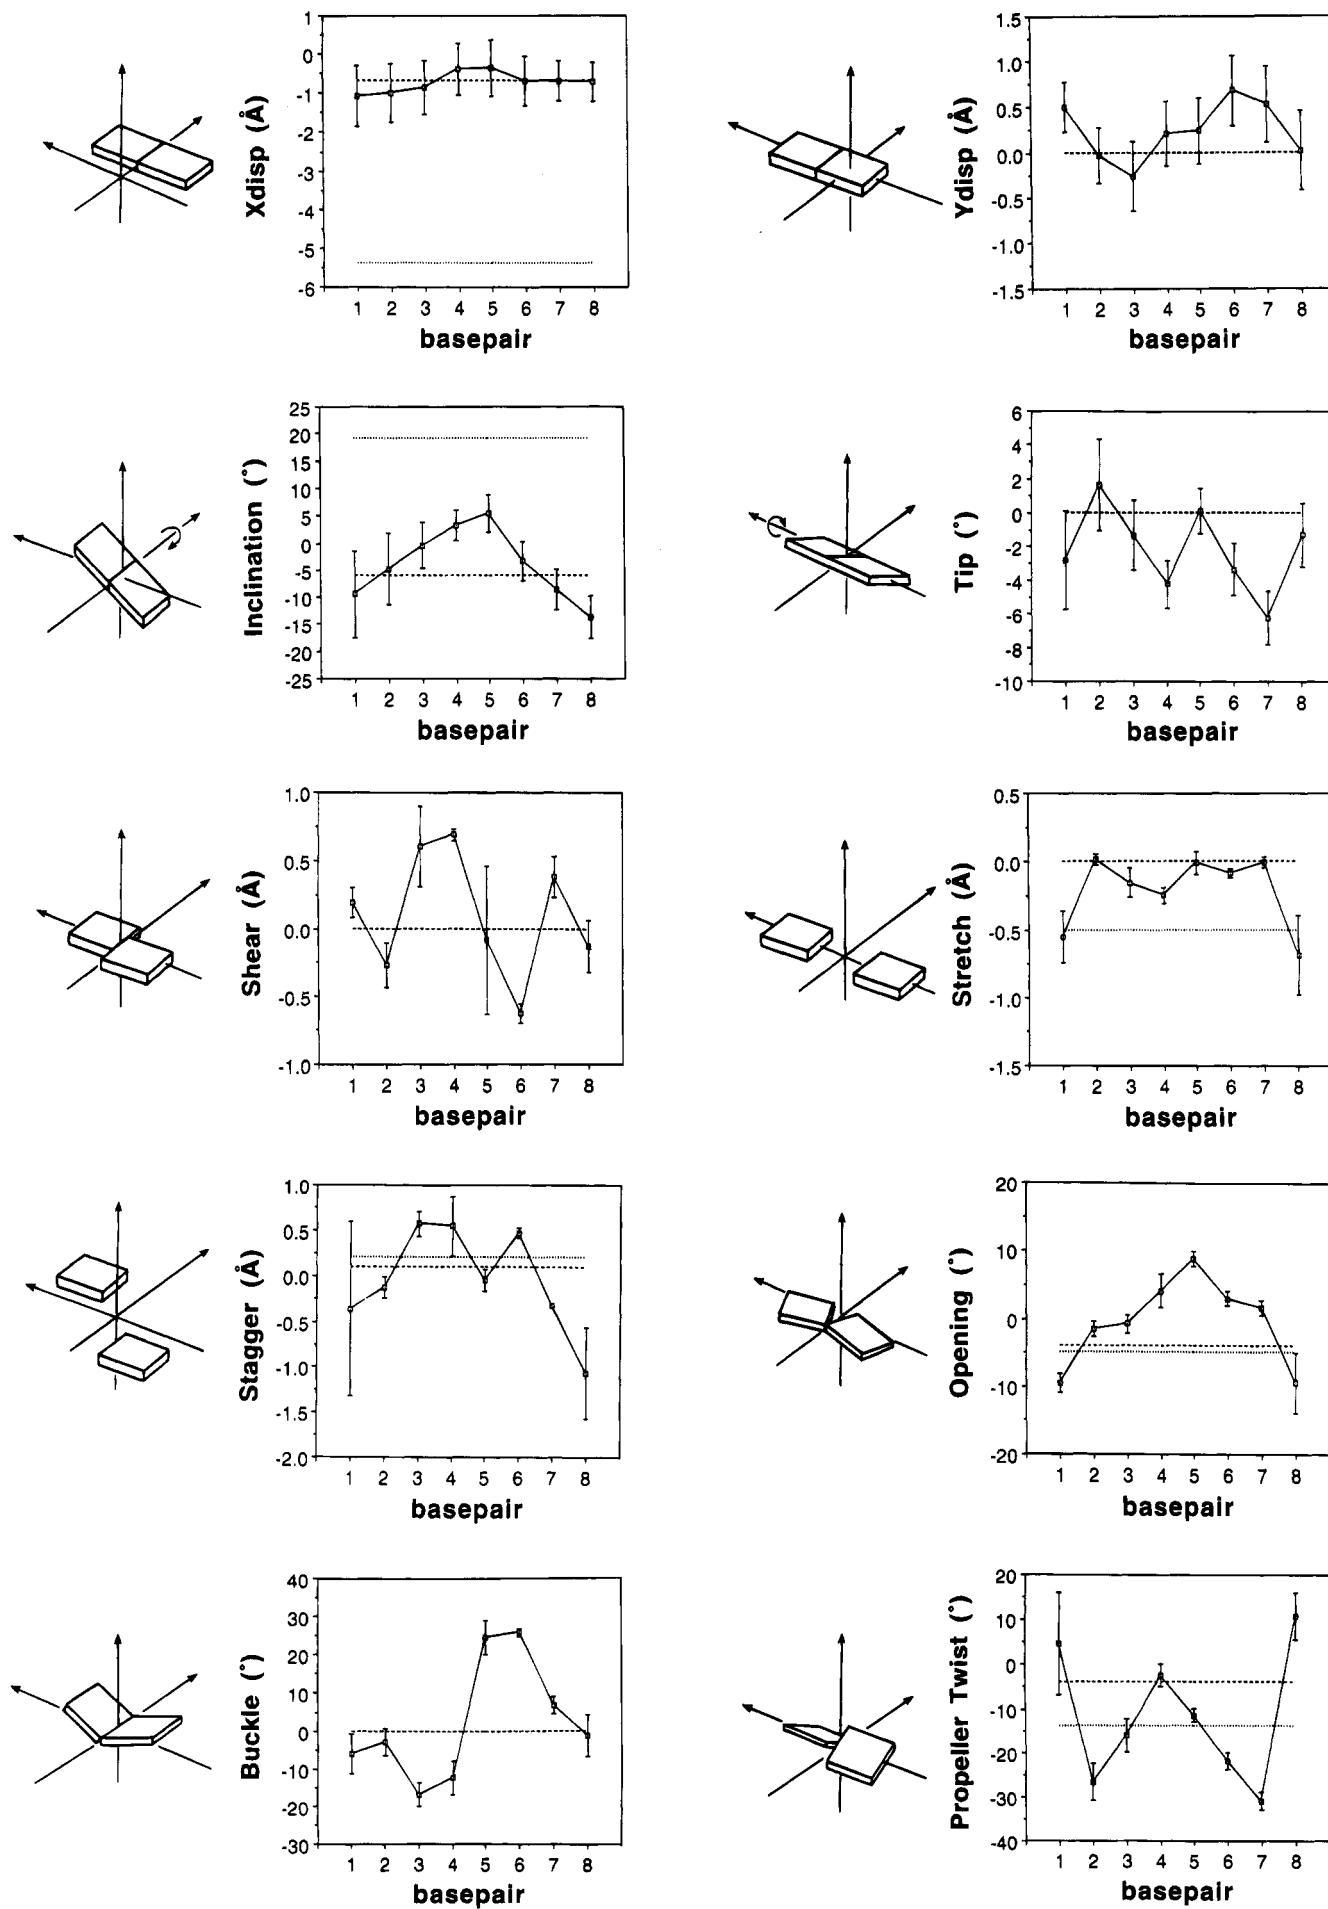 Xdisp (Å)
1
0
-1
-2
-3
-4
-5
-6
1 2 3 4 5 6 7 8
basepair
Ydisp (Å)
1.5
1.0
0.5
0.0
-0.5
-1.0
-1.5
1 2 3 4 5 6 7 8
basepair
Inclination (°)
25
20
15
10
5
0
-5
-10
-15
-20
-25
1 2 3 4 5 6 7 8
basepair
Tip (°)
6
4
2
0
-2
-4
-6
-8
-10
1 2 3 4 5 6 7 8
basepair
Shear (Å)
1.0
0.5
0.0
-0.5
-1.0
1 2 3 4 5 6 7 8
basepair
Stretch (Å)
0.5
0.0
-0.5
-1.0
-1.5
1 2 3 4 5 6 7 8
basepair
Stagger (Å)
1.0
0.5
0.0
-0.5
-1.0
-1.5
-2.0
1 2 3 4 5 6 7 8
basepair
Opening (°)
20
10
0
-10
-20
1 2 3 4 5 6 7 8
basepair
Buckle (°)
40
30
20
10
0
-10
-20
-30
1 2 3 4 5 6 7 8
basepair
Propeller Twist (°)
20
10
0
-10
-20
-30
-40
1 2 3 4 5 6 7 8
basepair